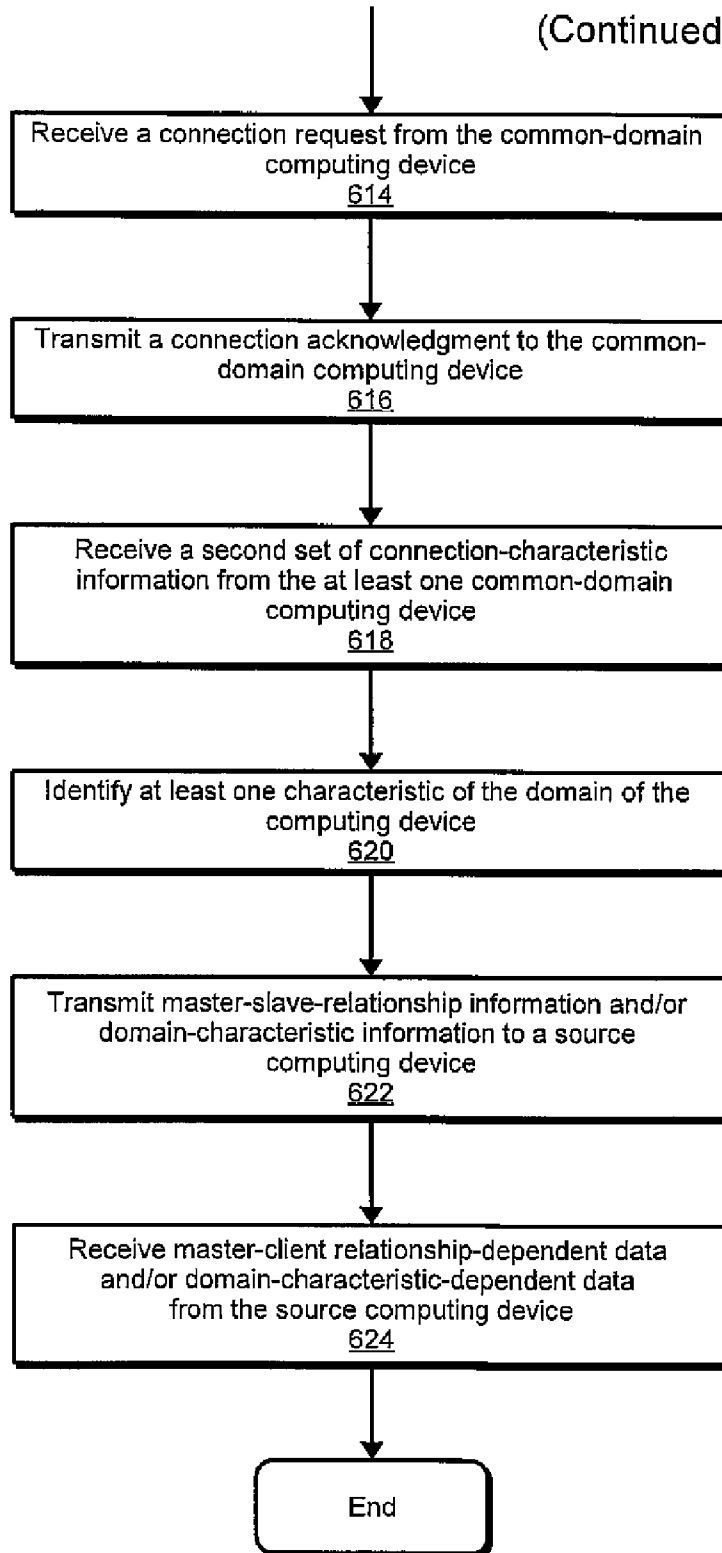 (Continued
Receive a connection request from the common-domain
computing device
614
Transmit a connection acknowledgment to the common-
domain computing device
616
Receive a second set of connection-characteristic
information from the at least one common-domain
computing device
618
Identify at least one characteristic of the domain of the
computing device
620
Transmit master-slave-relationship information and/or
domain-characteristic information to a source
computing device
622
Receive master-client relationship-dependent data
and/or domain-characteristic-dependent data
from the source computing device
624
End